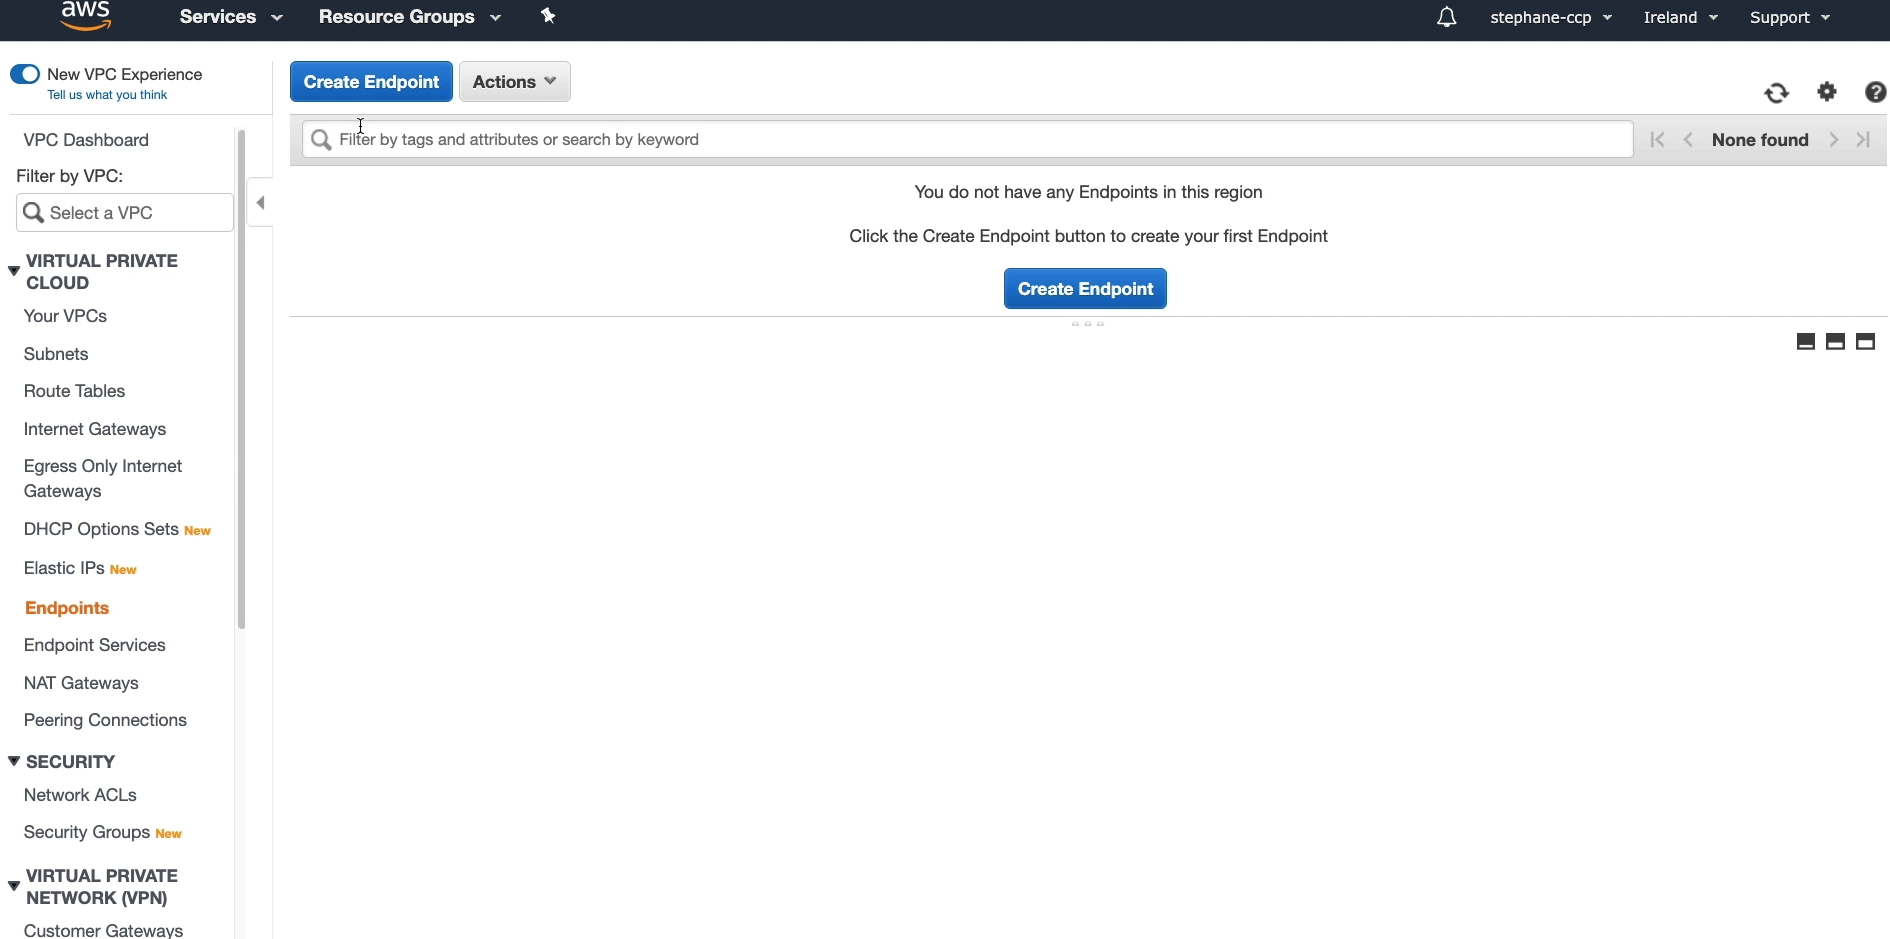 aws
Services
Resource Groups
stephane-ccp
Ireland
Support
New VPC Experience
Tell us what you think
Create Endpoint
Actions
Filter by tags and attributes or search by keyword
None found
You do not have any Endpoints in this region
Click the Create Endpoint button to create your first Endpoint
Create Endpoint
VPC Dashboard
Filter by VPC:
Select a VPC
VIRTUAL PRIVATE
CLOUD
Your VPCs
Subnets
Route Tables
Internet Gateways
Egress Only Internet
Gateways
DHCP Options Sets New
Elastic IPs New
Endpoints
Endpoint Services
NAT Gateways
Peering Connections
SECURITY
Network ACLs
Security Groups New
VIRTUAL PRIVATE
NETWORK (VPN)
Customer Gateways